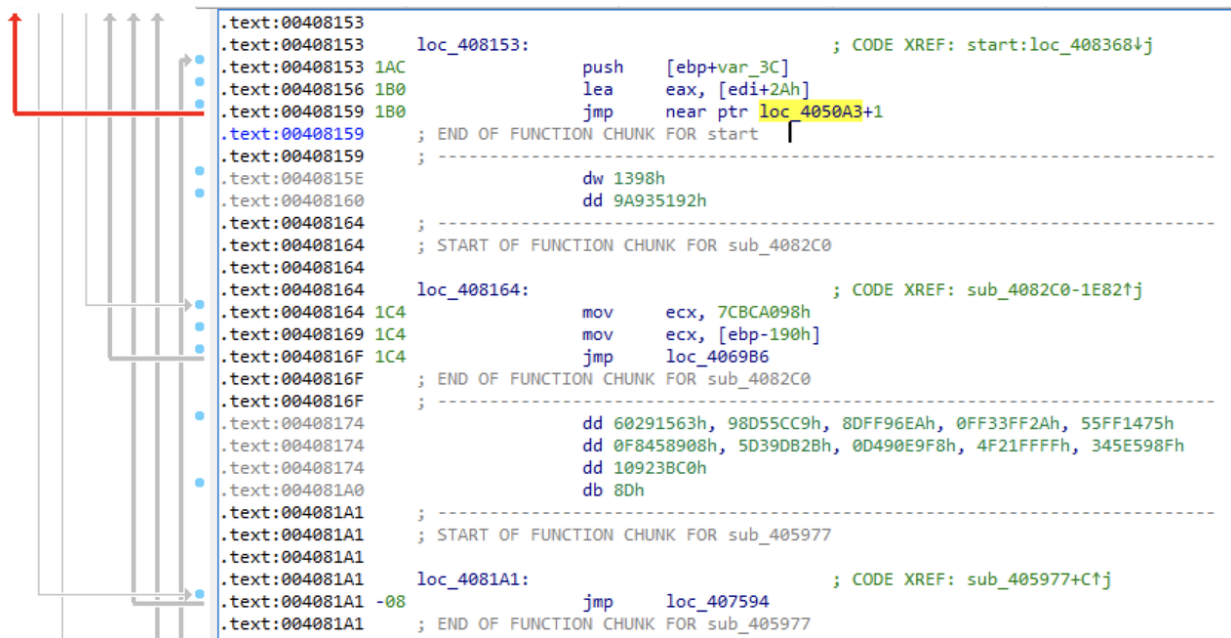 .text:00408153
.text:00408153 loc_408153: ; CODE XREF: start:loc_408368↓j
.text:00408153 1AC push [ebp+var_3C]
.text:00408156 1B0 lea eax, [edi+2Ah]
.text:00408159 1B0 jmp near ptr loc_4050A3+1
.text:00408159 ; END OF FUNCTION CHUNK FOR start
.text:00408159 ; ---------------------------------------------------------------------------
.text:0040815E dw 1398h
.text:00408160 dd 9A935192h
.text:00408164 ; ---------------------------------------------------------------------------
.text:00408164 ; START OF FUNCTION CHUNK FOR sub_4082C0
.text:00408164
.text:00408164 loc_408164: ; CODE XREF: sub_4082C0-1E82↑j
.text:00408164 1C4 mov ecx, 7CBCA098h
.text:00408169 1C4 mov ecx, [ebp-190h]
.text:0040816F 1C4 jmp loc_4069B6
.text:0040816F ; END OF FUNCTION CHUNK FOR sub_4082C0
.text:0040816F ; ---------------------------------------------------------------------------
.text:00408174 dd 60291563h, 98D55CC9h, 8DFF96EAh, 0FF33FF2Ah, 55FF1475h
.text:00408174 dd 0F8458908h, 5D39DB2Bh, 0D490E9F8h, 4F21FFFFh, 345E598Fh
.text:00408174 dd 10923BC0h
.text:004081A0 db 8Dh
.text:004081A1 ; ---------------------------------------------------------------------------
.text:004081A1 ; START OF FUNCTION CHUNK FOR sub_405977
.text:004081A1
.text:004081A1 loc_4081A1: ; CODE XREF: sub_405977+C↑j
.text:004081A1 -08 jmp loc_407594
.text:004081A1 ; END OF FUNCTION CHUNK FOR sub_405977